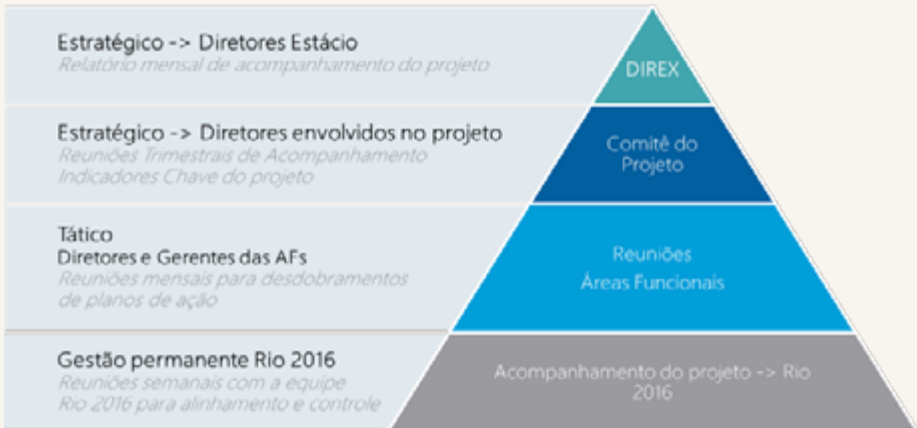 Estratégico -> Diretores Estácio
Relatório mensal de acompanhamento do projeto
DIREX
Estratégico -> Diretores envolvidos no projeto
Reuniões Trimestrais de Acompanhamento
Indicadores Chave do projeto
Comitê do
Projeto
Tático
Diretores e Gerentes das AFs
Reuniões mensais para desdobramentos
de planos de ação
Reuniões
Áreas Funcionais
Gestão permanente Rio 2016
Reuniões semanais com a equipe
Rio 2016 para alinhamento e controle
Acompanhamento do projeto -> Rio
2016